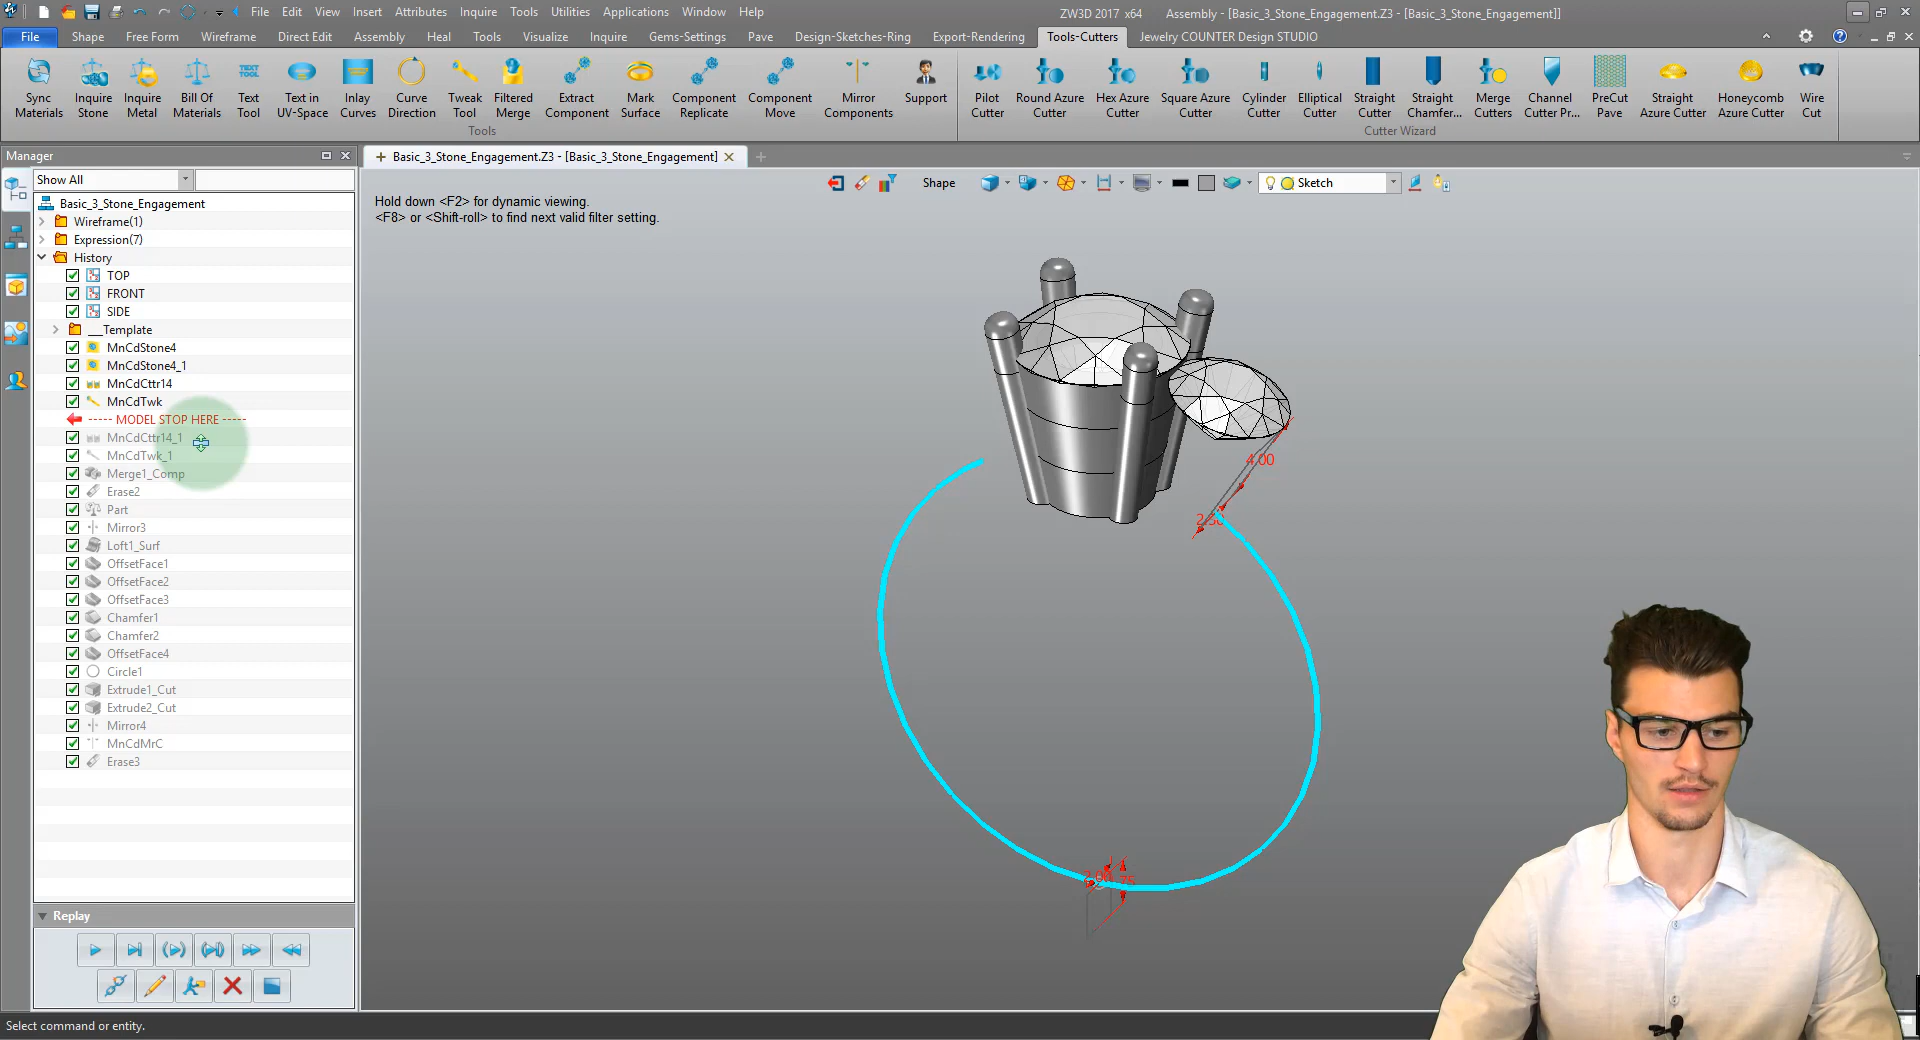 File Edit View Insert Attributes Inquire Tools Utilities Applications Window Help
ZW3D 2017 x64 Assembly - [Basic_3_Stone_Engagement.Z3 - [Basic_3_Stone_Engagement]]
File Shape Free Form Wireframe Direct Edit Assembly Heal Tools Visualize Inquire Gems-Settings Pave Design-Sketches-Ring Export-Rendering Tools-Cutters Jewelry COUNTER Design STUDIO
Sync Materials
Inquire Stone
Inquire Metal
Bill Of Materials
TEXT TOOL
Text Tool
Text in UV-Space
Inlay Curves
Curve Direction
Tweak Tool
Filtered Merge
Extract Component
Mark Surface
Component Replicate
Component Move
Mirror Components
Support
Pilot Cutter
Round Azure Cutter
Hex Azure Cutter
Square Azure Cutter
Cylinder Cutter
Elliptical Cutter
Straight Cutter
Straight Chamfer...
Merge Cutters
Channel Cutter Pr...
PreCut Pave
Straight Azure Cutter
Honeycomb Azure Cutter
Wire Cut
Tools
Cutter Wizard
Manager
Basic_3_Stone_Engagement.Z3 - [Basic_3_Stone_Engagement]
Show All
Shape
Sketch
Hold down <F2> for dynamic viewing.
<F8> or <Shift-roll> to find next valid filter setting.
Basic_3_Stone_Engagement
Wireframe(1)
Expression(7)
History
TOP
FRONT
SIDE
__Template
MnCdStone4
MnCdStone4_1
MnCdCttr14
MnCdTwk
----- MODEL STOP HERE -----
MnCdCttr14_1
MnCdTwk_1
Merge1_Comp
Erase2
Part
Mirror3
Loft1_Surf
OffsetFace1
OffsetFace2
OffsetFace3
Chamfer1
Chamfer2
OffsetFace4
Circle1
Extrude1_Cut
Extrude2_Cut
Mirror4
MnCdMrC
Erase3
4.00
Replay
Select command or entity.